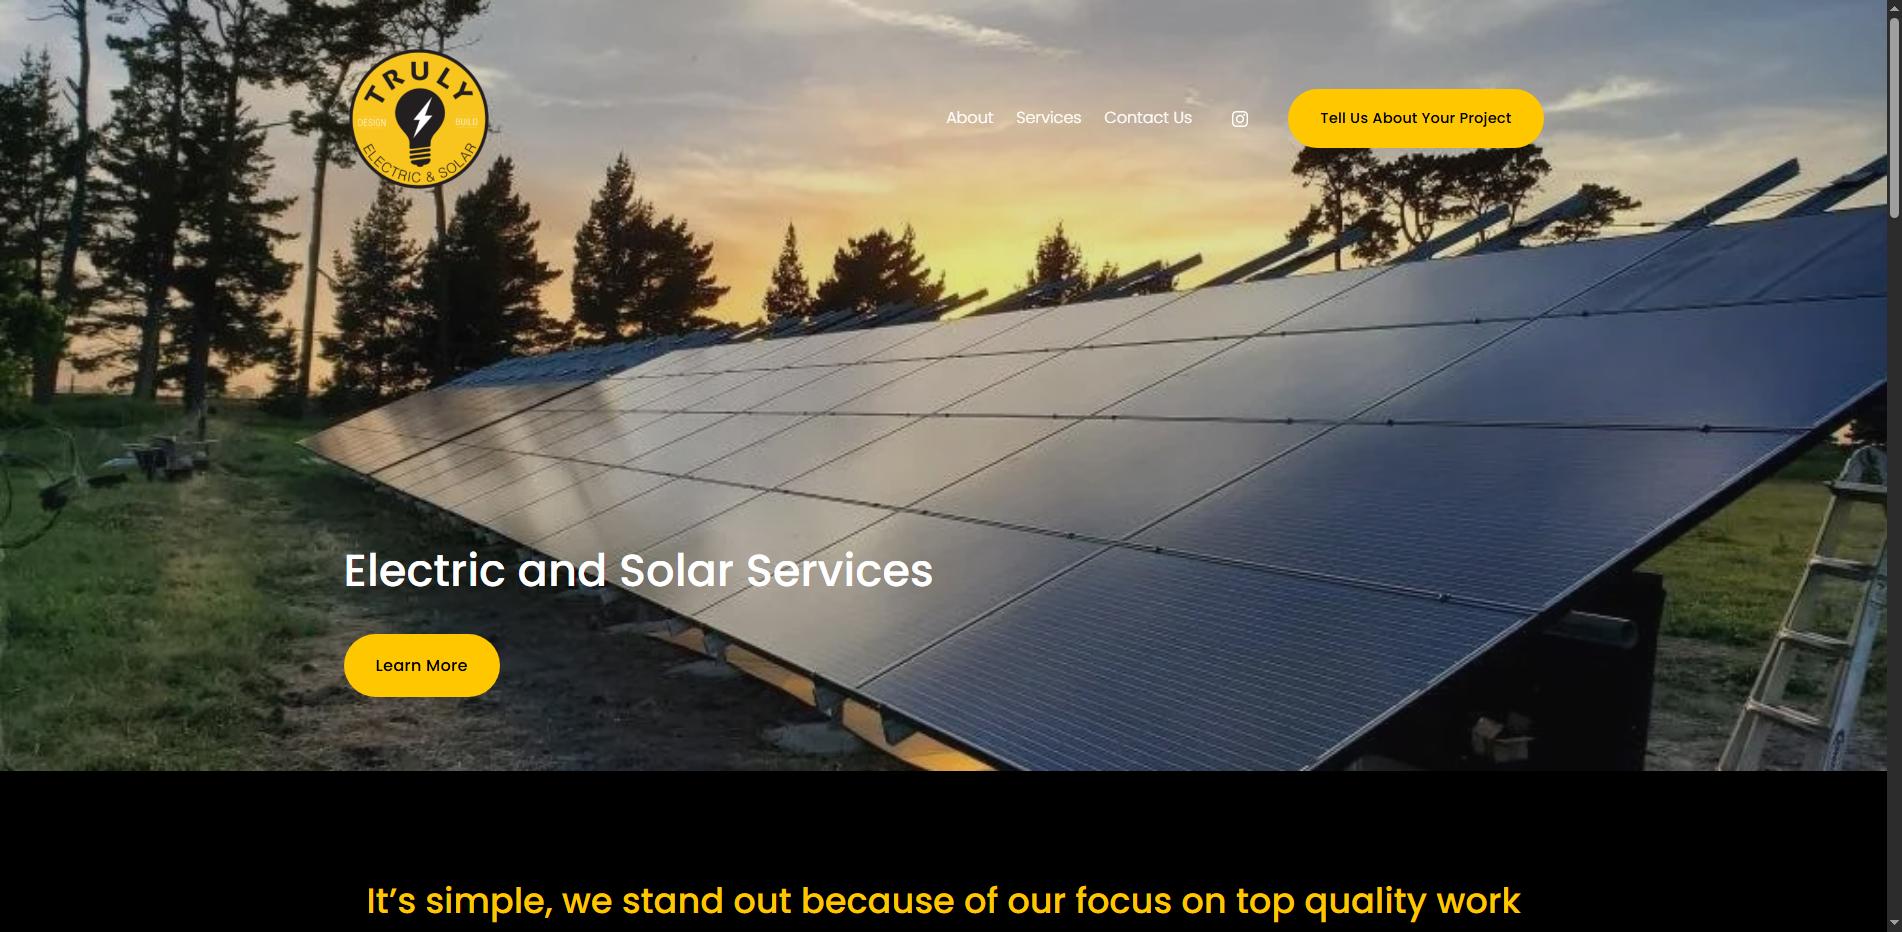 TRULY
DESIGN
BUILD
ELECTRIC & SOLAR
About
Services
Contact Us
Tell Us About Your Project
Electric and Solar Services
Learn More
It’s simple, we stand out because of our focus on top quality work